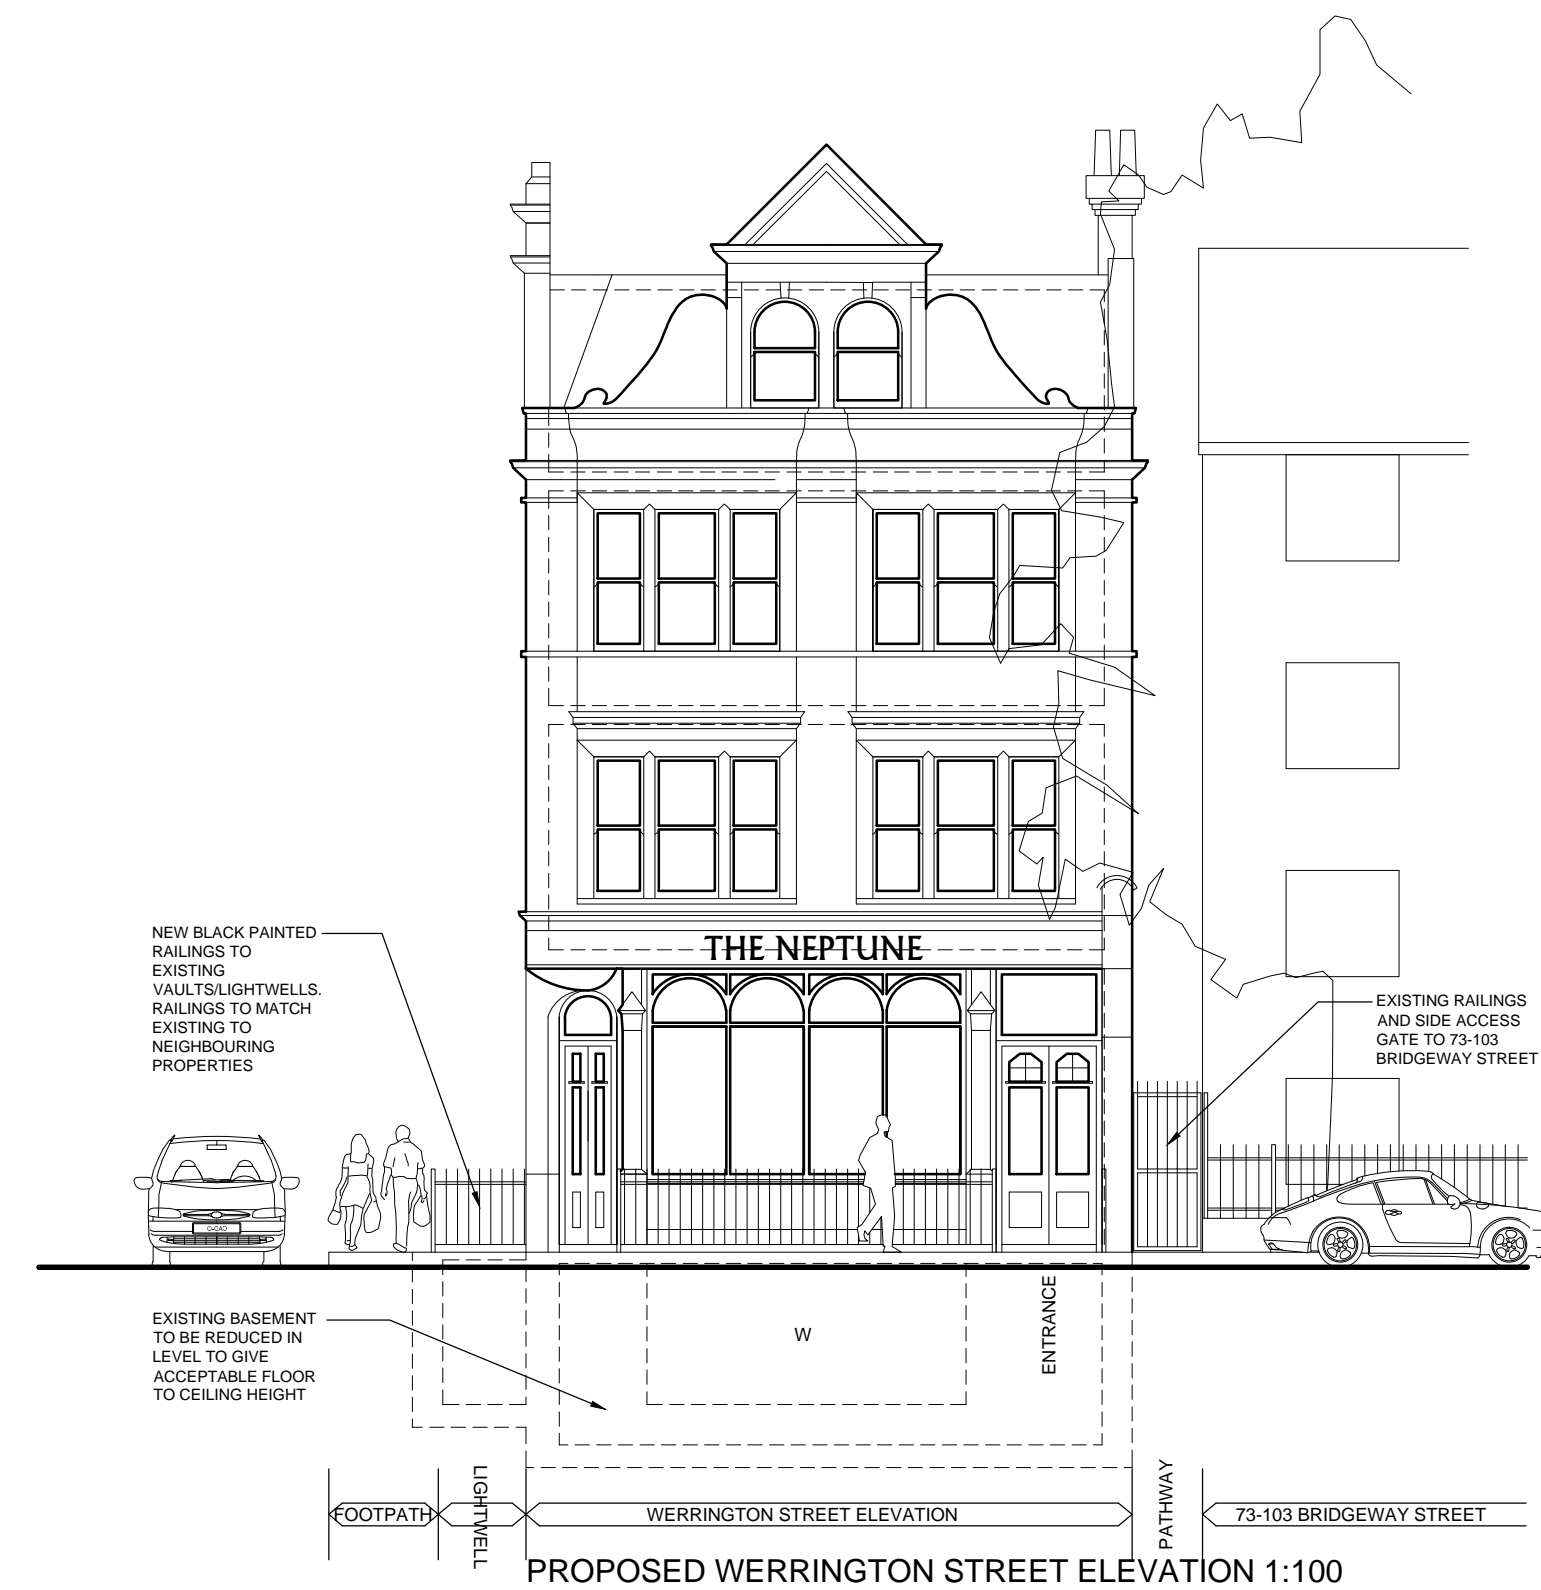 THE NEPTUNE
NEW BLACK PAINTED
RAILINGS TO
EXISTING
VAULTS/LIGHTWELLS.
RAILINGS TO MATCH
EXISTING TO
NEIGHBOURING
PROPERTIES
EXISTING RAILINGS
AND SIDE ACCESS
GATE TO 73-103
BRIDGEWAY STREET
O-CAD
EXISTING BASEMENT
TO BE REDUCED IN
LEVEL TO GIVE
ACCEPTABLE FLOOR
TO CEILING HEIGHT
W
ENTRANCE
FOOTPATH
LIGHTWELL
WERRINGTON STREET ELEVATION
PATHWAY
73-103 BRIDGEWAY STREET
PROPOSED WERRINGTON STREET ELEVATION 1:100